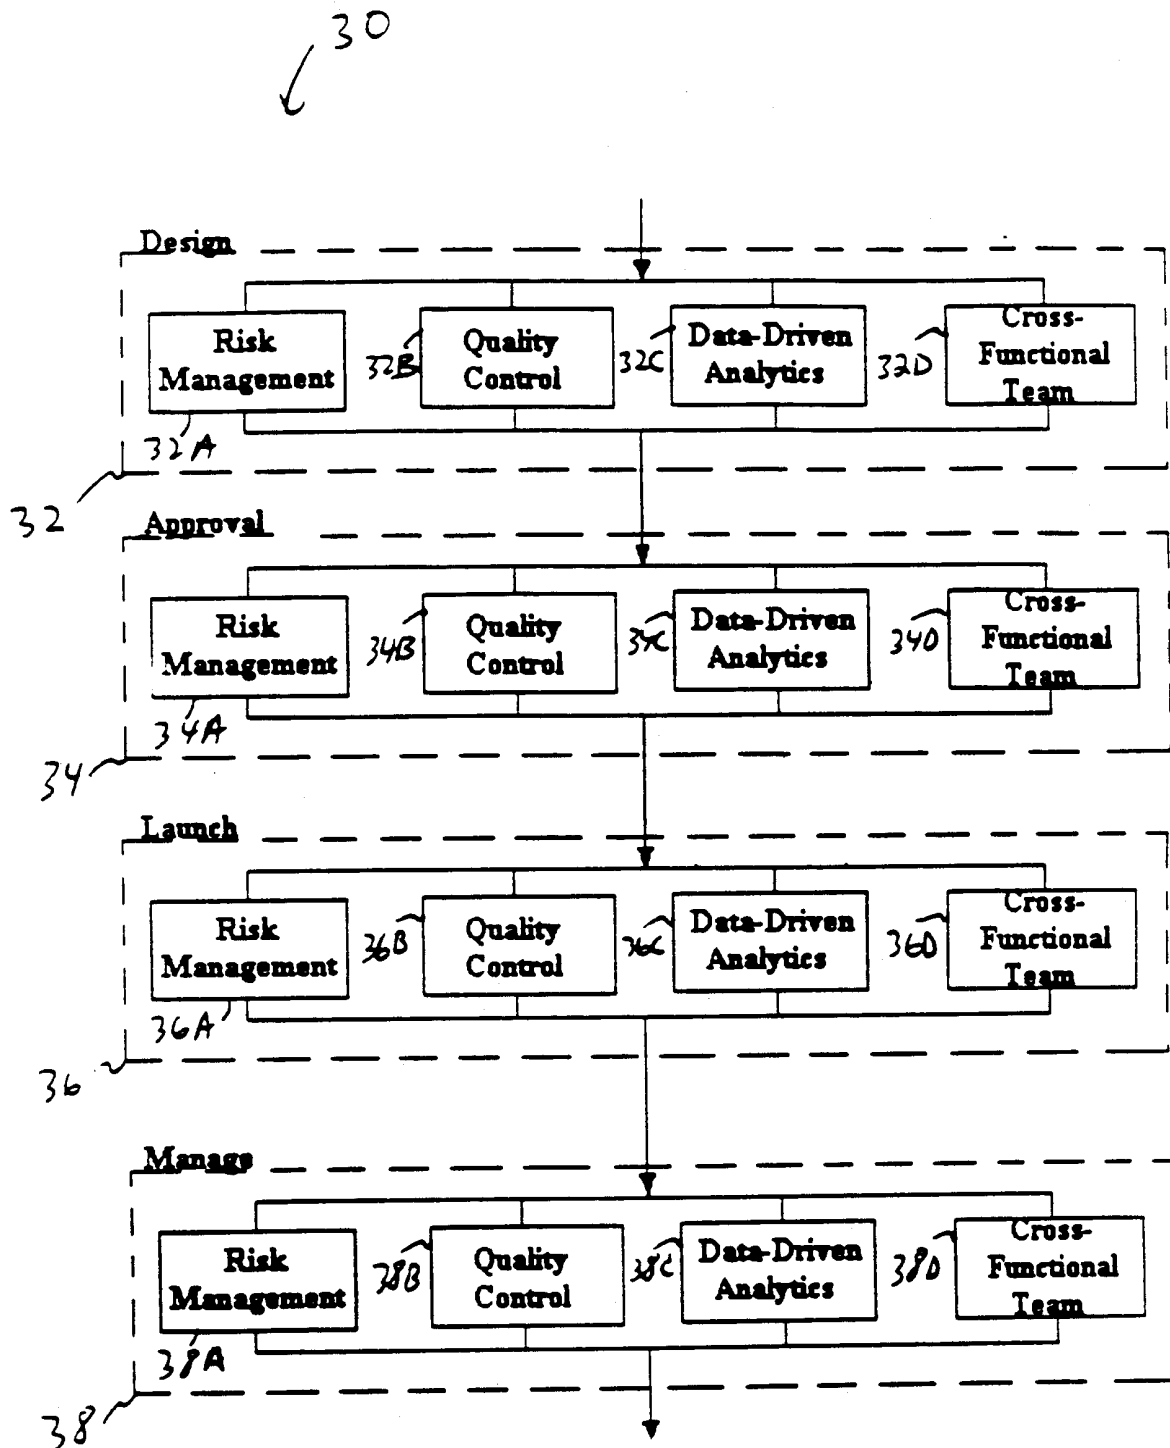 30
Design
Risk
Management
32A
32B
Quality
Control
32C
Data-Driven
Analytics
32D
Cross-
Functional
Team
32
Approval
Risk
Management
34A
34B
Quality
Control
34C
Data-Driven
Analytics
34D
Cross-
Functional
Team
34
Launch
Risk
Management
36A
36B
Quality
Control
36C
Data-Driven
Analytics
36D
Cross-
Functional
Team
36
Manage
Risk
Management
38A
38B
Quality
Control
38C
Data-Driven
Analytics
38D
Cross-
Functional
Team
38